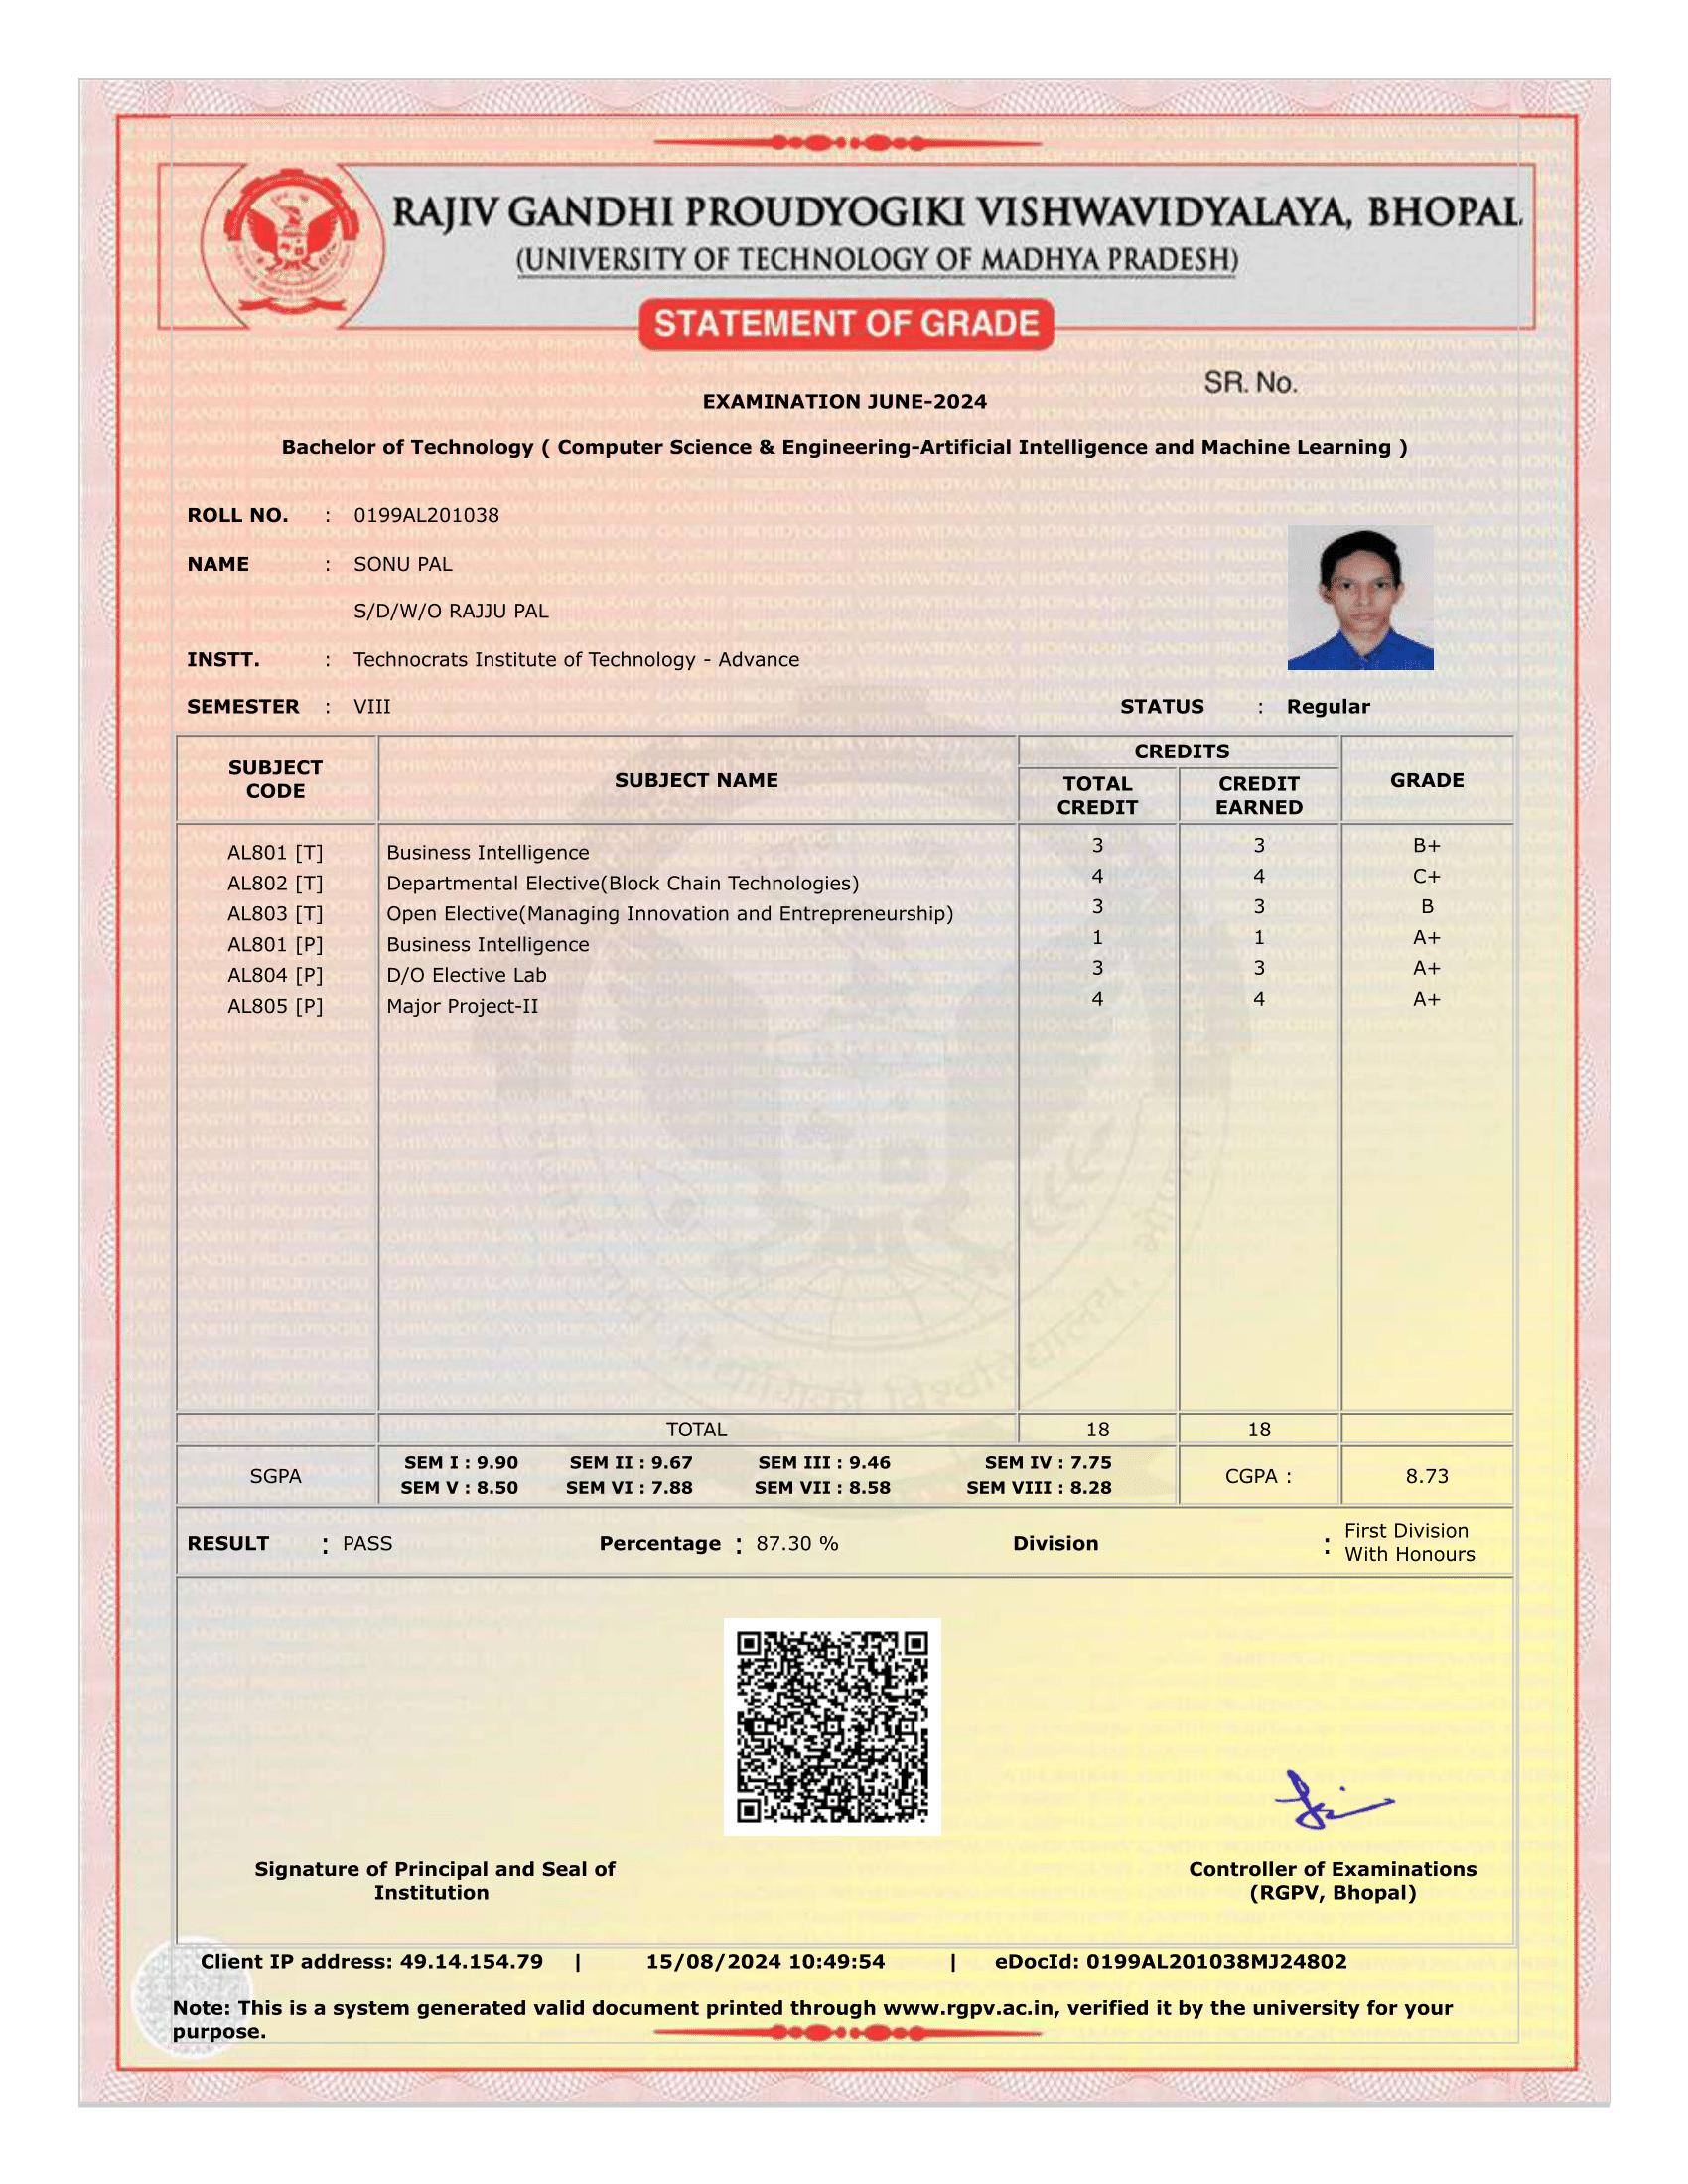 RAJIV GANDHI PROUDYOGIKI VISHWAVIDYALAYA, BHOPAL
(UNIVERSITY OF TECHNOLOGY OF MADHYA PRADESH)
STATEMENT OF GRADE
SR. No.
EXAMINATION JUNE-2024
Bachelor of Technology ( Computer Science & Engineering-Artificial Intelligence and Machine Learning )
ROLL NO. : 0199AL201038
NAME : SONU PAL
S/D/W/O RAJJU PAL
INSTT. : Technocrats Institute of Technology - Advance
SEMESTER : VIII STATUS : Regular
SUBJECT CODE SUBJECT NAME CREDITS GRADE
TOTAL CREDIT CREDIT EARNED
AL801 [T] Business Intelligence 3 3 B+
AL802 [T] Departmental Elective(Block Chain Technologies) 4 4 C+
AL803 [T] Open Elective(Managing Innovation and Entrepreneurship) 3 3 B
AL801 [P] Business Intelligence 1 1 A+
AL804 [P] D/O Elective Lab 3 3 A+
AL805 [P] Major Project-II 4 4 A+
TOTAL 18 18
SGPA SEM I : 9.90 SEM II : 9.67 SEM III : 9.46 SEM IV : 7.75 CGPA : 8.73
SEM V : 8.50 SEM VI : 7.88 SEM VII : 8.58 SEM VIII : 8.28
RESULT : PASS Percentage : 87.30 % Division : First Division
With Honours
Signature of Principal and Seal of
Institution
Controller of Examinations
(RGPV, Bhopal)
Client IP address: 49.14.154.79 | 15/08/2024 10:49:54 | eDocId: 0199AL201038MJ24802
Note: This is a system generated valid document printed through www.rgpv.ac.in, verified it by the university for your
purpose.